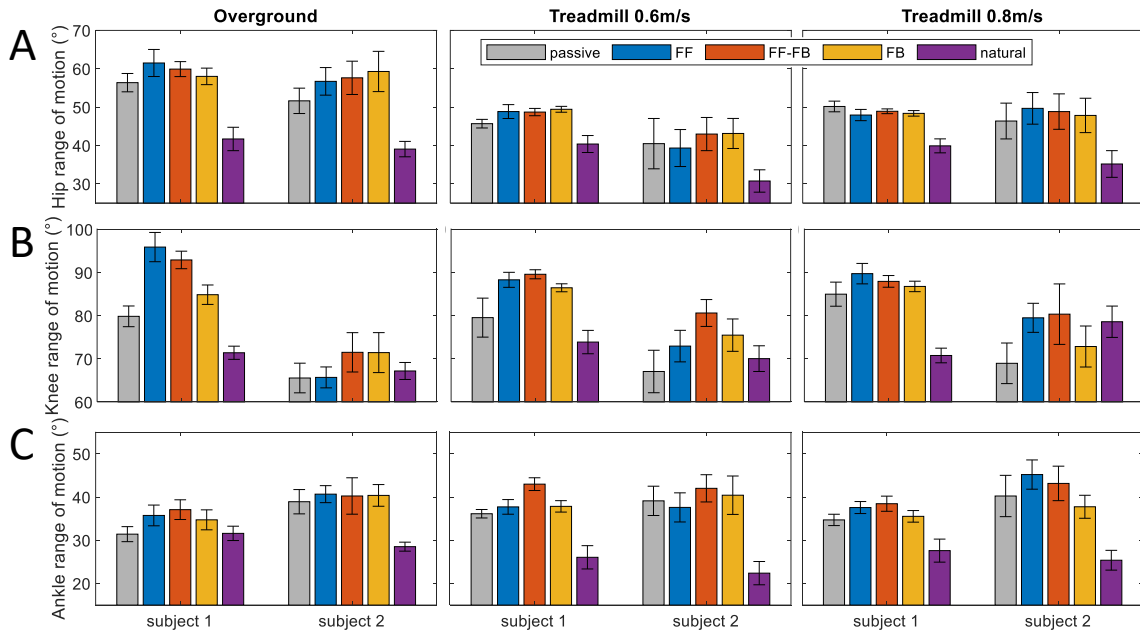 Overground Treadmill 0.6m/s Treadmill 0.8m/s
A
Hip range of motion (°)
70
60
50
40
30
passive FF FF-FB FB natural
B
Knee range of motion (°)
100
90
80
70
60
C
Ankle range of motion (°)
50
40
30
20
subject 1 subject 2 subject 1 subject 2 subject 1 subject 2